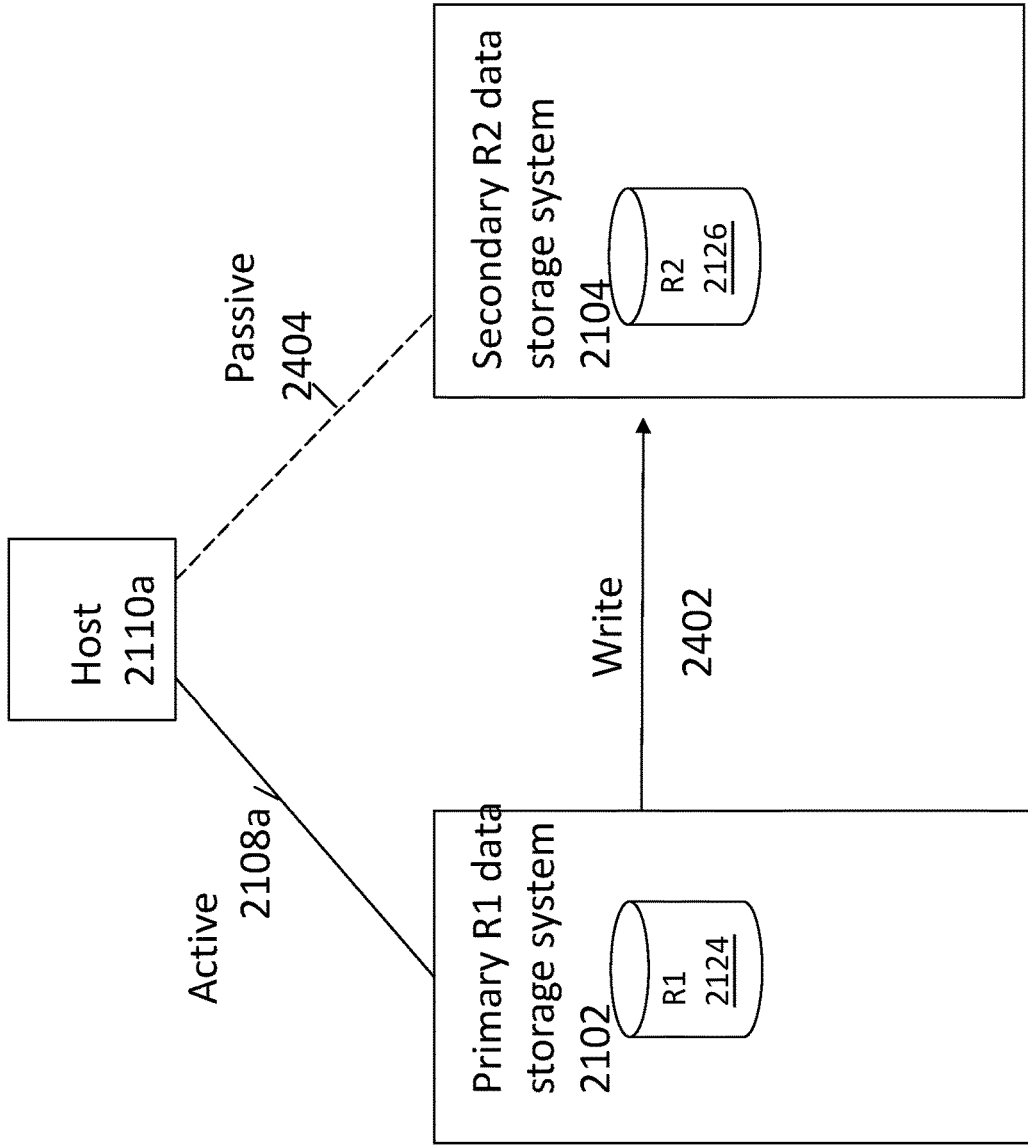 Host
2110a
Active
2108a
Passive
2404
Primary R1 data
storage system
2102
R1
2124
Write
2402
Secondary R2 data
storage system
2104
R2
2126